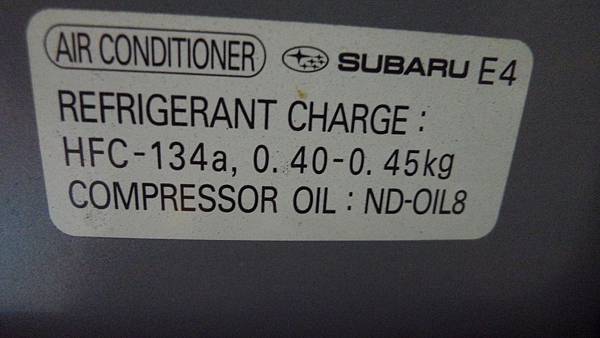 AIR CONDITIONER SUBARU E4
REFRIGERANT CHARGE :
HFC-134a, 0.40-0.45kg
COMPRESSOR OIL : ND-OIL8